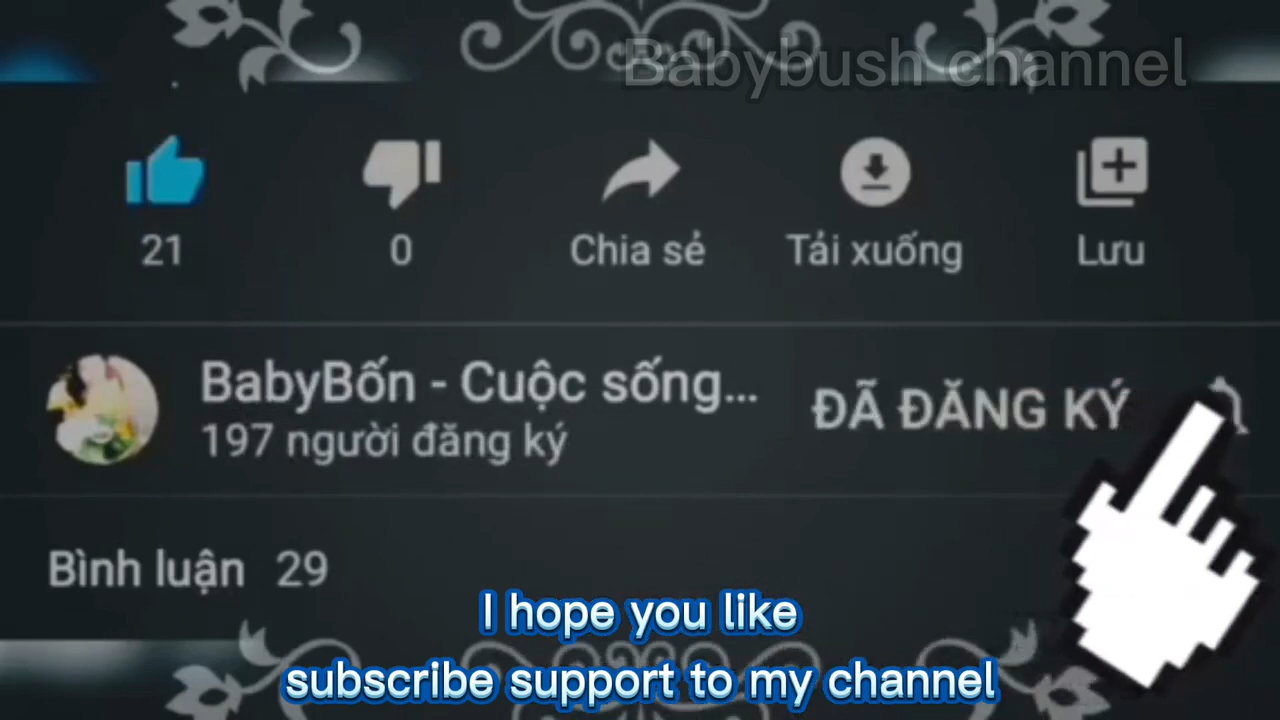 Babybush channel
21
0
Chia sẻ
Tải xuống
Lưu
BabyBốn - Cuộc sống...
ĐÃ ĐĂNG KÝ
197 người đăng ký
Bình luận 29
I hope you like
subscribe support to my channel